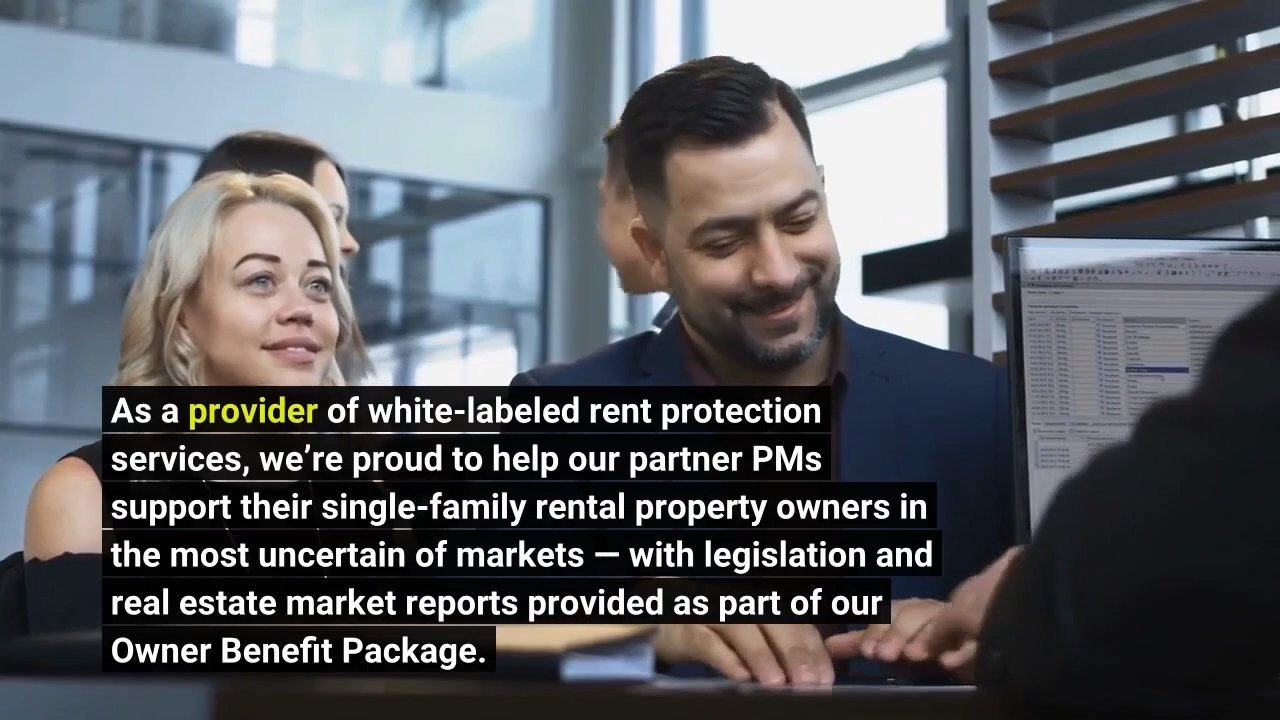 As a provider of white-labeled rent protection
services, we’re proud to help our partner PMs
support their single-family rental property owners in
the most uncertain of markets — with legislation and
real estate market reports provided as part of our
Owner Benefit Package.